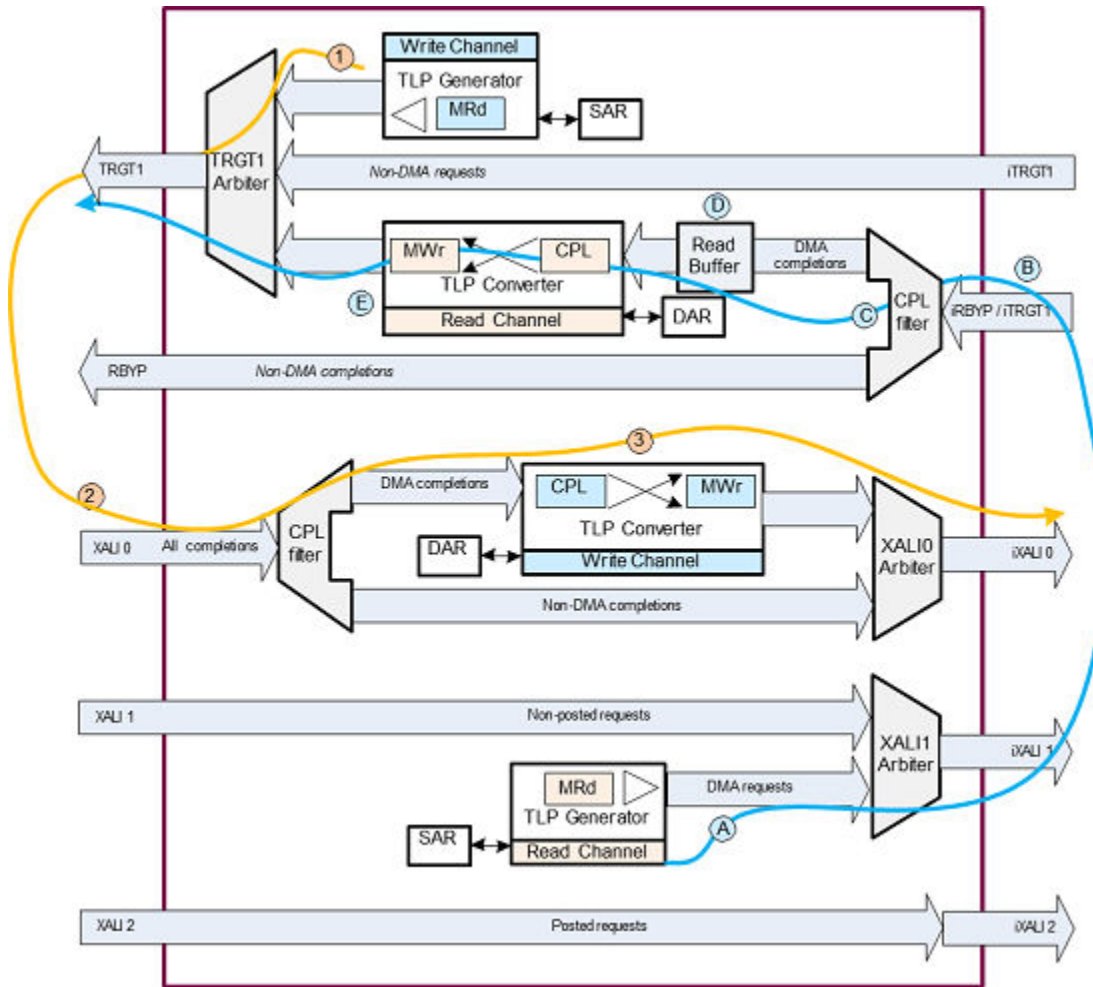 1
Write Channel
TLP Generator
MRd
SAR
TRGT1
TRGT1
Arbiter
Non-DMA requests
iTRGT1
D
MWr
CPL
TLP Converter
Read Channel
E
DAR
Read
Buffer
DMA
completions
C
CPL
filter
B
iRBYP / iTRGT1
RBYP
Non-DMA completions
3
2
XALI 0
All completions
CPL
filter
DMA completions
CPL
MWr
TLP Converter
Write Channel
DAR
Non-DMA completions
XALI0
Arbiter
iXALI 0
XALI 1
Non-posted requests
XALI1
Arbiter
iXALI 1
MRd
TLP Generator
Read Channel
SAR
DMA requests
A
XALI 2
Posted requests
iXALI 2